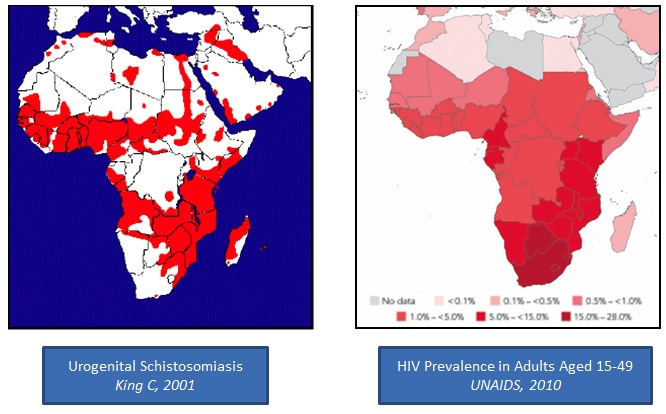 No data
<0.1%
0.1% – <0.5%
0.5% – <1.0%
1.0% – <5.0%
5.0% – <15.0%
15.0% – 28.0%
Urogenital Schistosomiasis
King C, 2001
HIV Prevalence in Adults Aged 15-49
UNAIDS, 2010